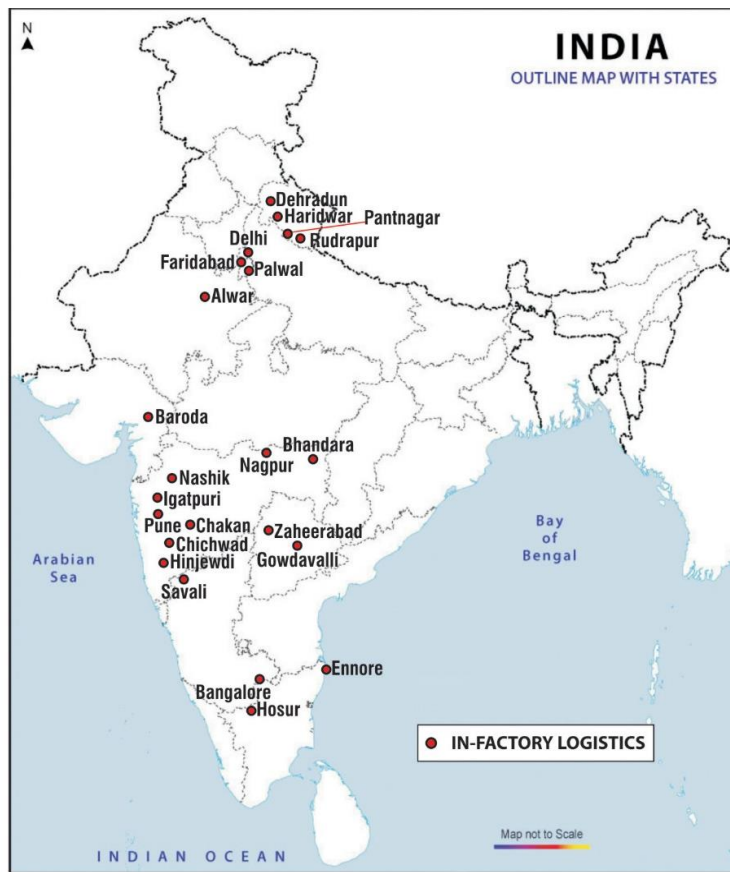 N
INDIA
OUTLINE MAP WITH STATES
Dehradun
Haridwar
Pantnagar
Delhi
Rudrapur
Faridabad
Palwal
Alwar
Baroda
Bhandara
Nagpur
Nashik
Igatpuri
Pune
Chakan
Zaheerabad
Chichwad
Gowdavalli
Hinjewdi
Savali
Arabian
Sea
Bay
of
Bengal
Ennore
Bangalore
Hosur
IN-FACTORY LOGISTICS
Map not to Scale
INDIAN OCEAN